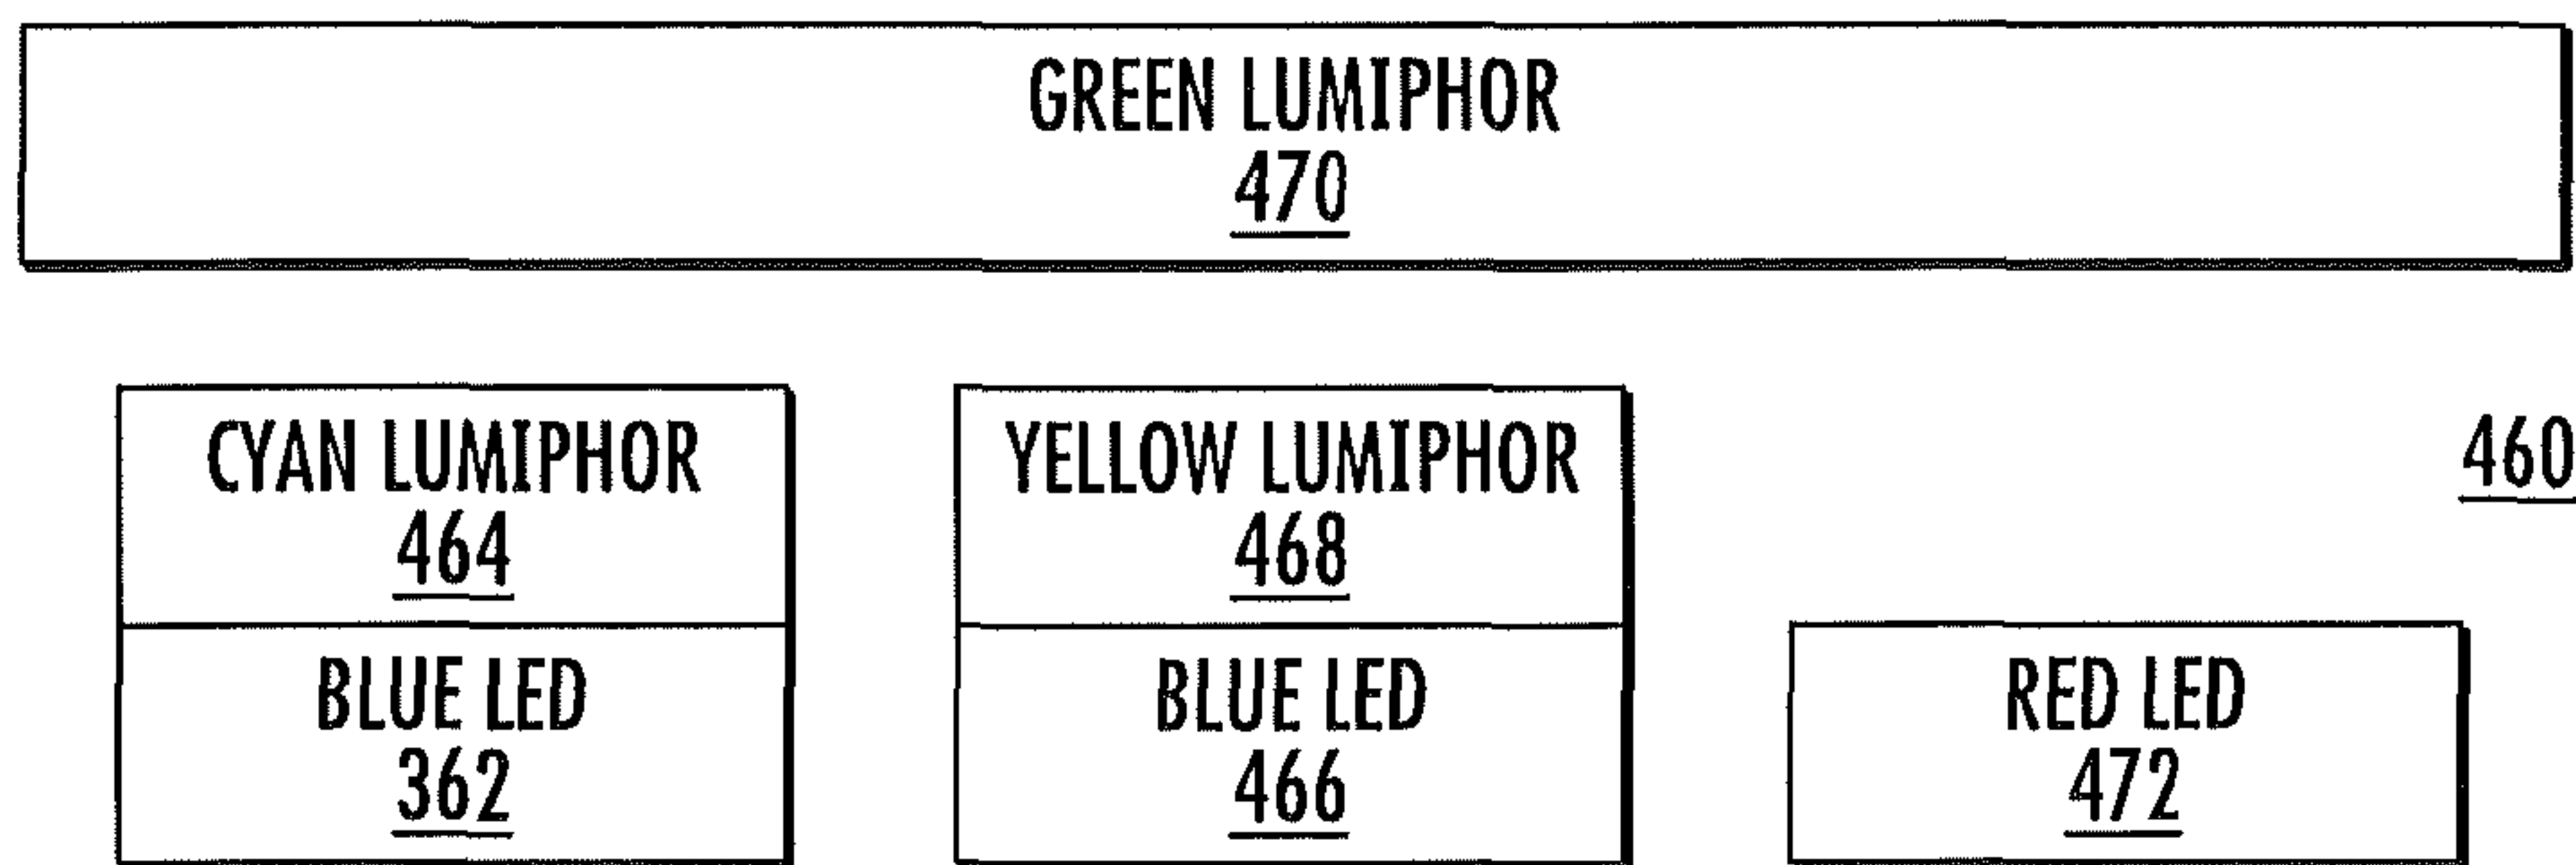 GREEN LUMIPHOR
470
CYAN LUMIPHOR
464
YELLOW LUMIPHOR
468
460
BLUE LED
362
BLUE LED
466
RED LED
472